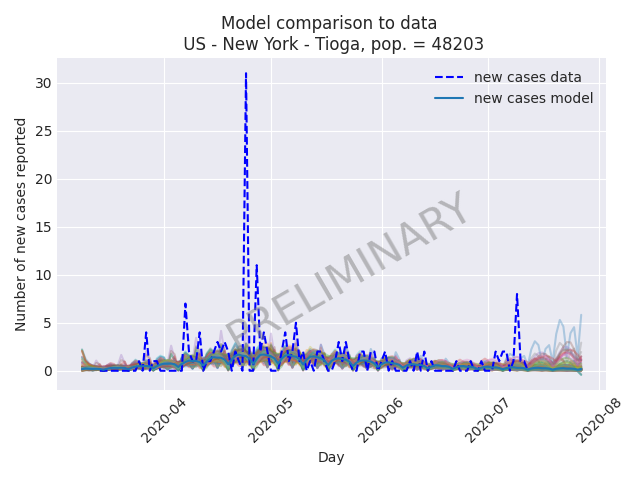 Model comparison to data
US - New York - Tioga, pop. = 48203
new cases data
new cases model
PRELIMINARY
Number of new cases reported
30
25
20
15
10
5
0
2020-04
2020-05
2020-06
2020-07
2020-08
Day